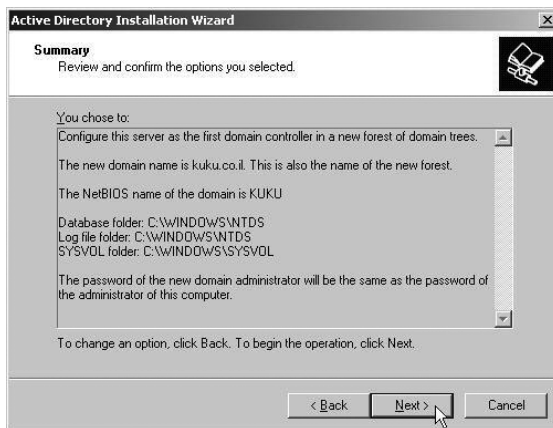 Active Directory Installation Wizard
Summary
Review and confirm the options you selected.
You chose to:
Configure this server as the first domain controller in a new forest of domain trees.
The new domain name is kuku.co.il. This is also the name of the new forest.
The NetBIOS name of the domain is KUKU
Database folder: C:\WINDOWS\NTDS
Log file folder: C:\WINDOWS\NTDS
SYSVOL folder: C:\WINDOWS\SYSVOL
The password of the new domain administrator will be the same as the password of
the administrator of this computer.
To change an option, click Back. To begin the operation, click Next.
< Back Next > Cancel